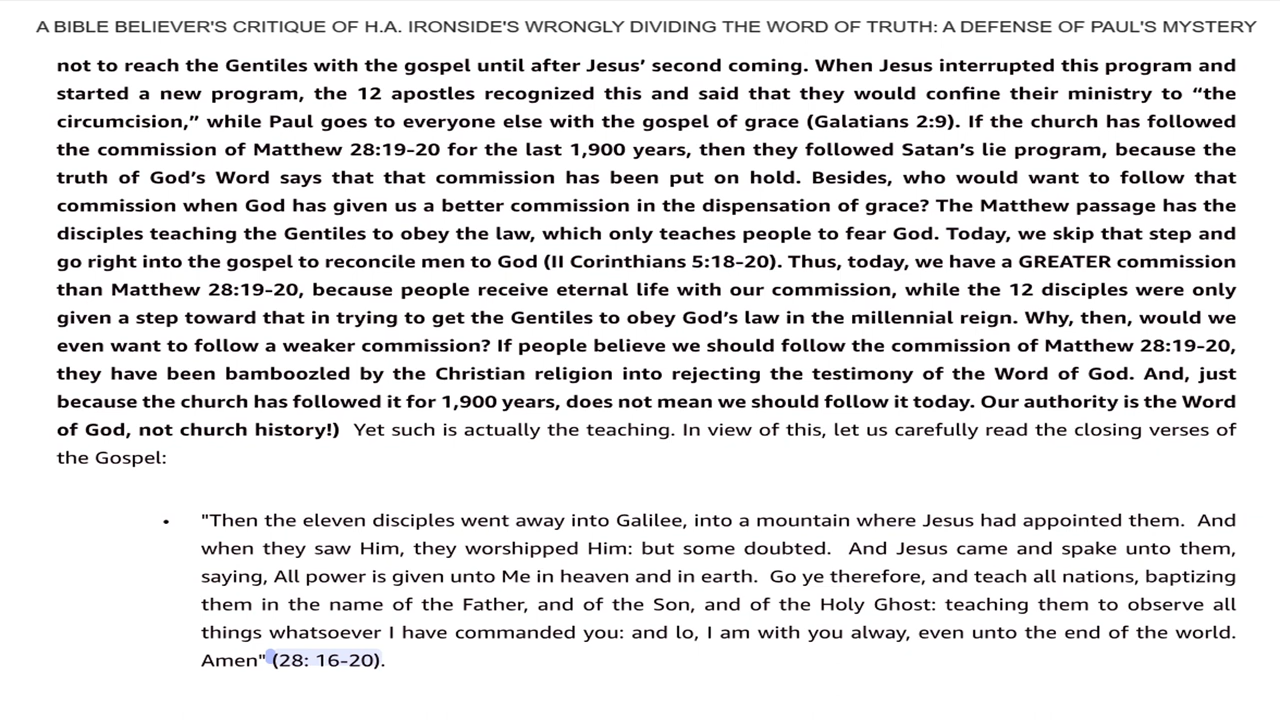 A BIBLE BELIEVER'S CRITIQUE OF H.A. IRONSIDE'S WRONGLY DIVIDING THE WORD OF TRUTH: A DEFENSE OF PAUL'S MYSTERY
not to reach the Gentiles with the gospel until after Jesus’ second coming. When Jesus interrupted this program and
started a new program, the 12 apostles recognized this and said that they would confine their ministry to “the
circumcision,” while Paul goes to everyone else with the gospel of grace (Galatians 2:9). If the church has followed
the commission of Matthew 28:19-20 for the last 1,900 years, then they followed Satan’s lie program, because the
truth of God’s Word says that that commission has been put on hold. Besides, who would want to follow that
commission when God has given us a better commission in the dispensation of grace? The Matthew passage has the
disciples teaching the Gentiles to obey the law, which only teaches people to fear God. Today, we skip that step and
go right into the gospel to reconcile men to God (II Corinthians 5:18-20). Thus, today, we have a GREATER commission
than Matthew 28:19-20, because people receive eternal life with our commission, while the 12 disciples were only
given a step toward that in trying to get the Gentiles to obey God’s law in the millennial reign. Why, then, would we
even want to follow a weaker commission? If people believe we should follow the commission of Matthew 28:19-20,
they have been bamboozled by the Christian religion into rejecting the testimony of the Word of God. And, just
because the church has followed it for 1,900 years, does not mean we should follow it today. Our authority is the Word
of God, not church history!) Yet such is actually the teaching. In view of this, let us carefully read the closing verses of
the Gospel:
• "Then the eleven disciples went away into Galilee, into a mountain where Jesus had appointed them. And
when they saw Him, they worshipped Him: but some doubted. And Jesus came and spake unto them,
saying, All power is given unto Me in heaven and in earth. Go ye therefore, and teach all nations, baptizing
them in the name of the Father, and of the Son, and of the Holy Ghost: teaching them to observe all
things whatsoever I have commanded you: and lo, I am with you alway, even unto the end of the world.
Amen" (28: 16-20).